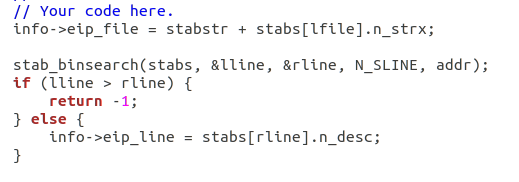 // Your code here.
info->eip_file = stabstr + stabs[lfile].n_strx;
stab_binsearch(stabs, &lline, &rline, N_SLINE, addr);
if (lline > rline) {
    return -1;
} else {
    info->eip_line = stabs[rline].n_desc;
}